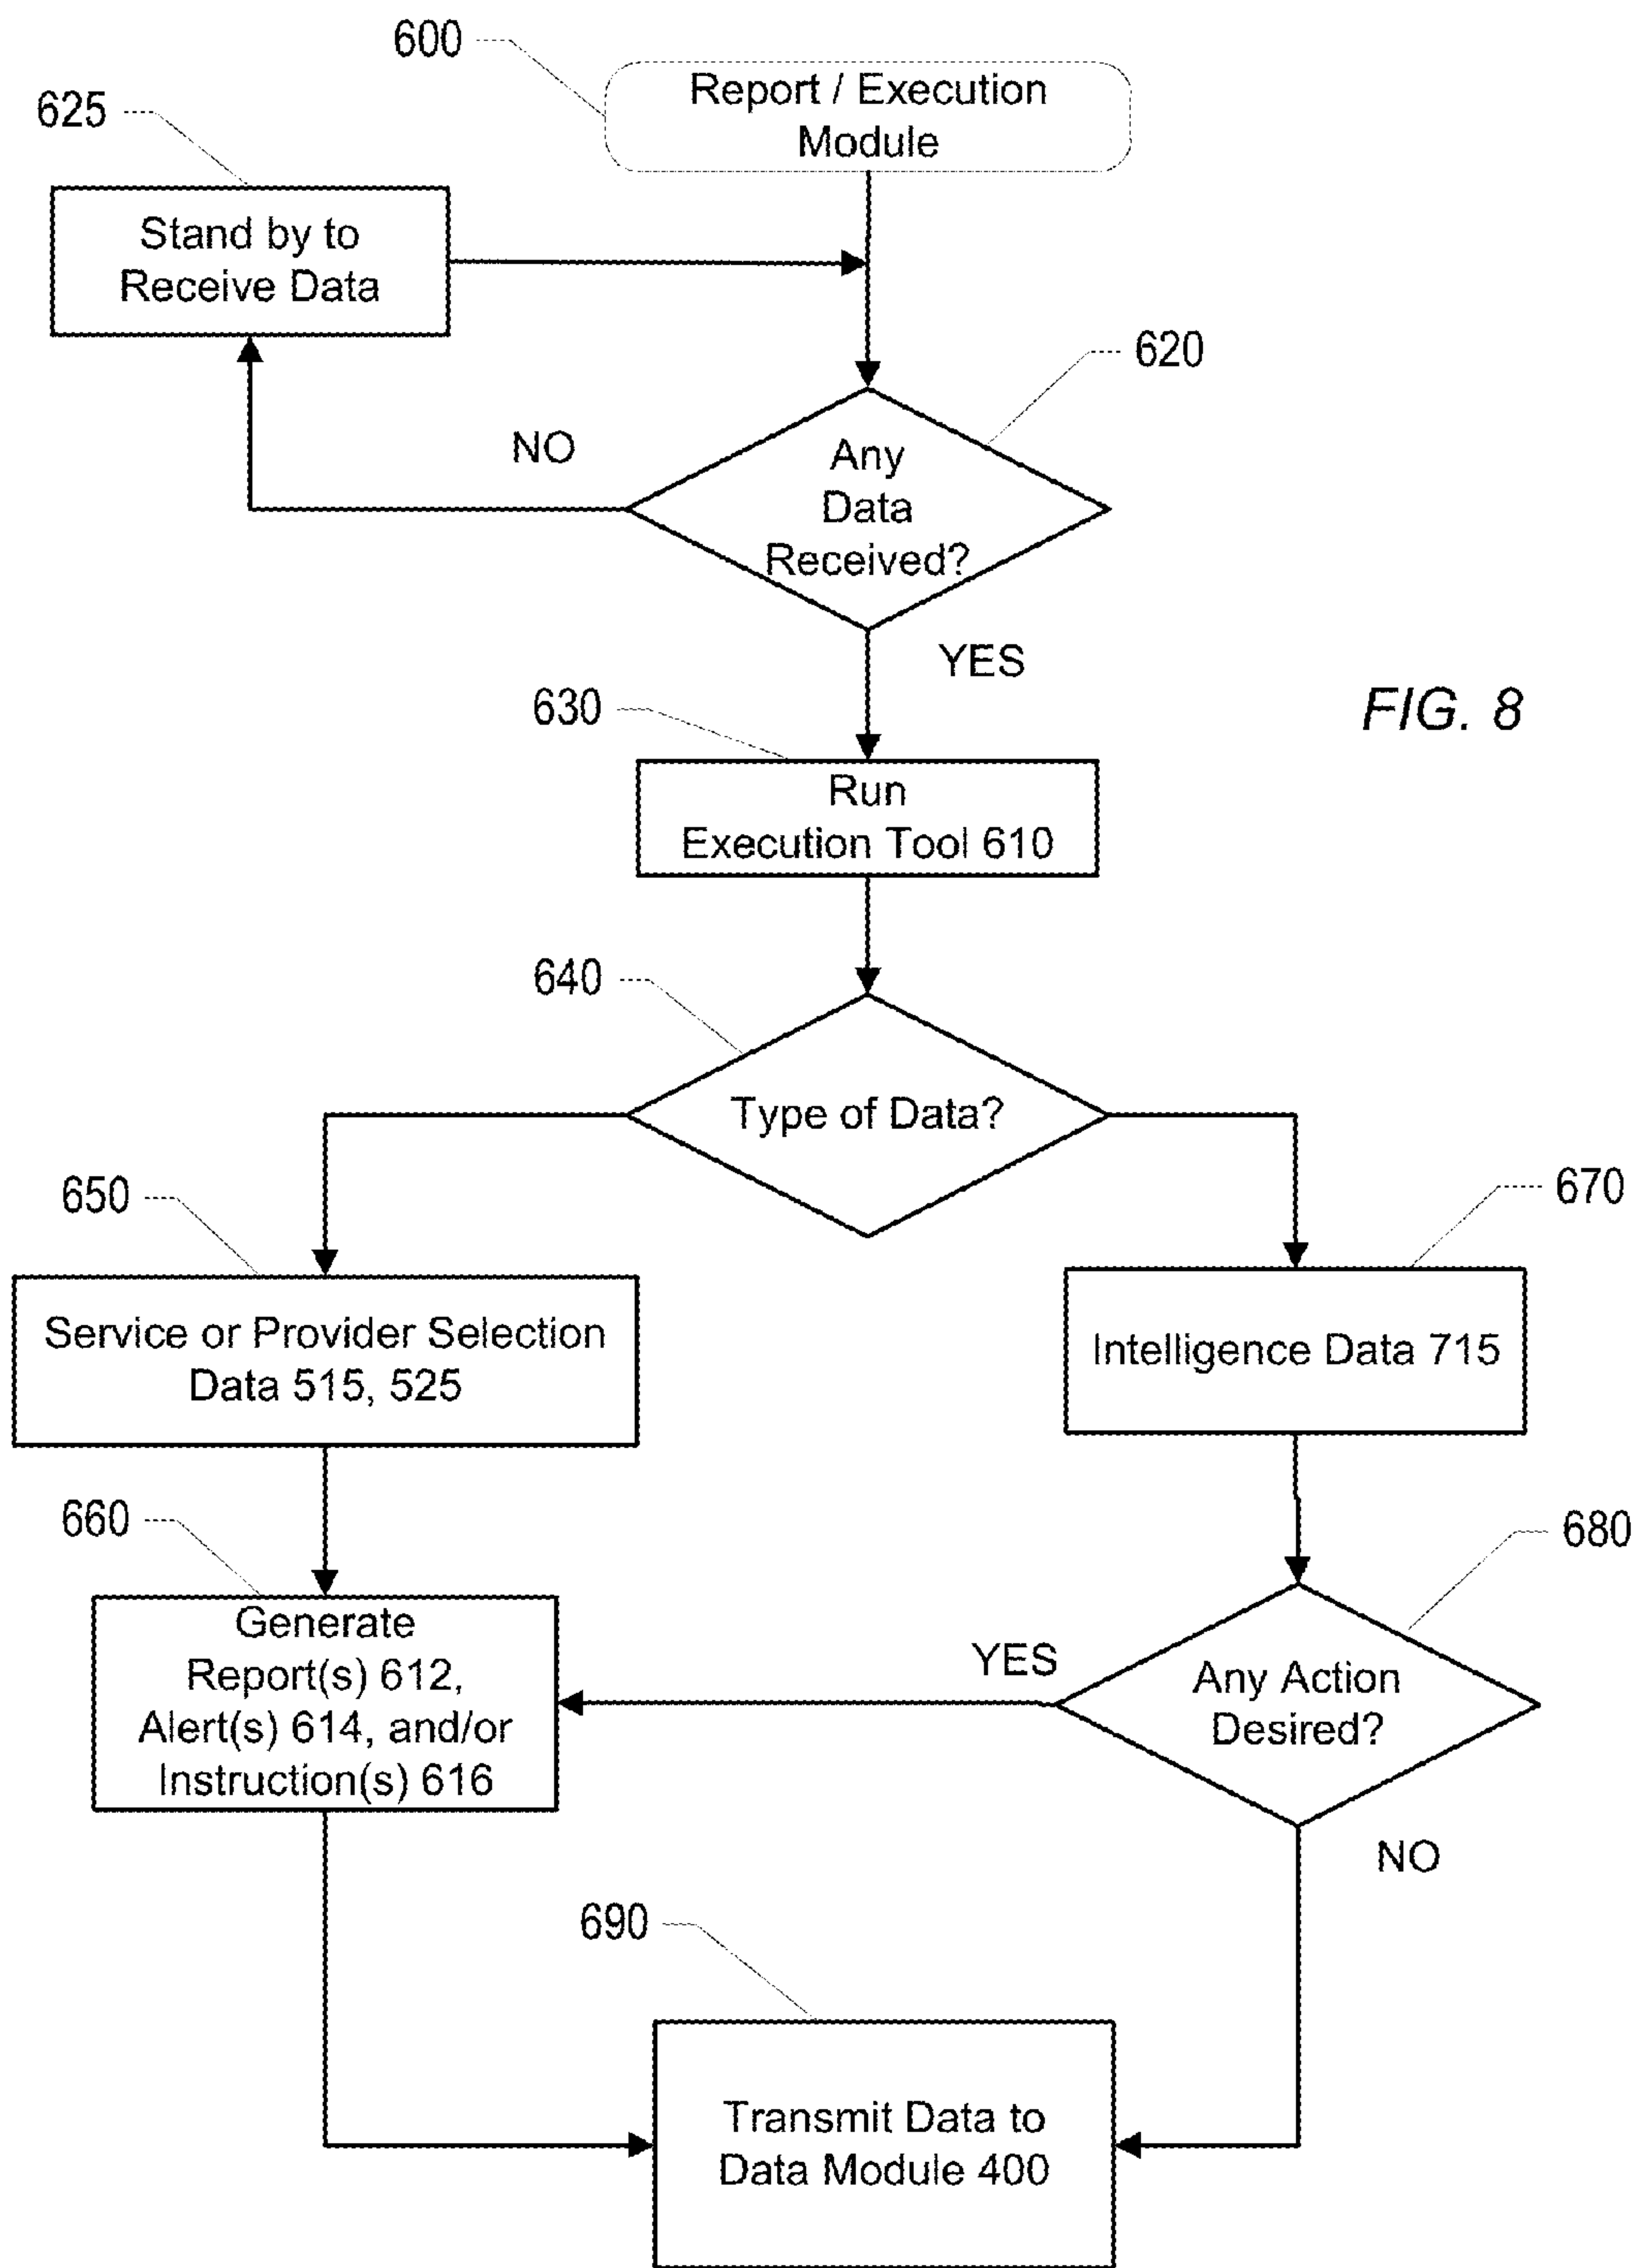 600
Report / Execution
Module
625
Stand by to
Receive Data
620
NO
Any
Data
Received?
YES
FIG. 8
630
Run
Execution Tool 610
640
Type of Data?
650
670
Service or Provider Selection
Data 515, 525
Intelligence Data 715
660
680
Generate
Report(s) 612,
Alert(s) 614, and/or
Instruction(s) 616
YES
Any Action
Desired?
NO
690
Transmit Data to
Data Module 400